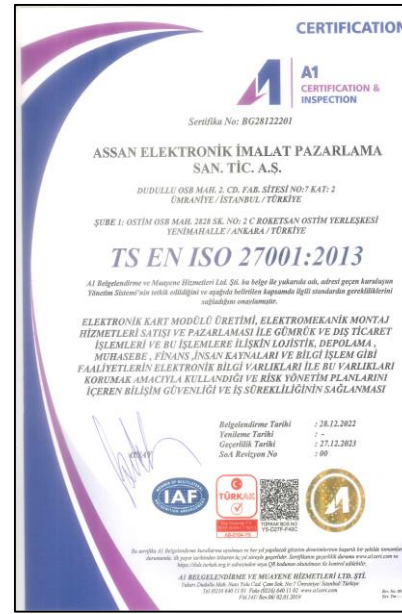 CERTIFICATION
A1
CERTIFICATION &
INSPECTION
Sertifika No: BG28122201
ASSAN ELEKTRONİK İMALAT PAZARLAMA
SAN. TİC. A.Ş.
DUDULLU OSB MAH. 2. CD. FAB. SİTESİ NO:7 KAT: 2
ÜMRANİYE / İSTANBUL / TÜRKİYE
ŞUBE 1: OSTİM OSB MAH. 2828 SK. NO: 2 C ROKETSAN OSTİM YERLEŞKESİ
YENİMAHALLE / ANKARA / TÜRKİYE
TS EN ISO 27001:2013
A1 Belgelendirme ve Muayene Hizmetleri Ltd. Şti. bu belge ile yukarıda adı, adresi geçen kuruluşun
Yönetim Sistemi'nin tetkik edildiğini ve aşağıda belirtilen kapsamda ilgili standardın gerekliliklerini
sağladığını onaylamıştır.
ELEKTRONİK KART MODÜLÜ ÜRETİMİ, ELEKTROMEKANİK MONTAJ
HİZMETLERİ SATIŞI VE PAZARLAMASI İLE GÜMRÜK VE DIŞ TİCARET
İŞLEMLERİ VE BU İŞLEMLERE İLİŞKİN LOJİSTİK, DEPOLAMA ,
MUHASEBE , FİNANS ,İNSAN KAYNALARI VE BİLGİ İŞLEM GİBİ
FAALİYETLERİN ELEKTRONİK BİLGİ VARLIKLARI İLE BU VARLIKLARI
KORUMAK AMACIYLA KULLANDIĞI VE RİSK YÖNETİM PLANLARINI
İÇEREN BİLİŞİM GÜVENLİĞİ VE İŞ SÜREKLİLİĞİNİN SAĞLANMASI
Belgelendirme Tarihi : 28.12.2022
Yenileme Tarihi : -
Geçerlilik Tarihi : 27.12.2023
SoA Revizyon No : 00
ONAY
IAF
TÜRKAK
A1 BELGELENDİRME VE MUAYENE HİZMETLERİ LTD. ŞTİ.